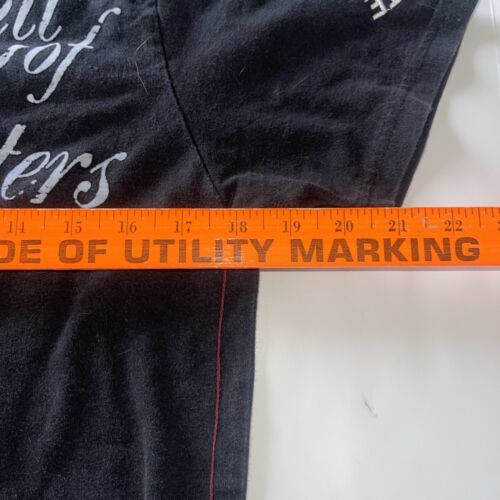 of
ters
14 15 16 17 18 19 20 21 22
DE OF UTILITY MARKING